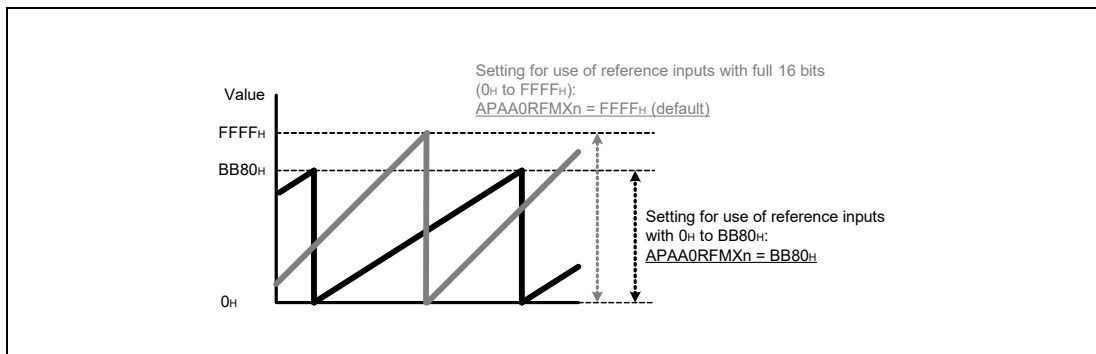 Setting for use of reference inputs with full 16 bits
(0H to FFFFH):
APAA0RFMXn = FFFFH (default)
Value
FFFFH
BB80H
Setting for use of reference inputs
with 0H to BB80H:
APAA0RFMXn = BB80H
0H